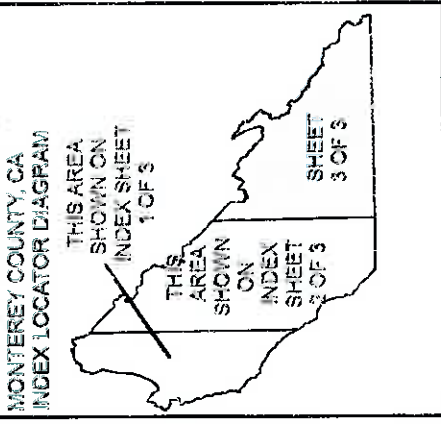 MONTEREY COUNTY, CA
INDEX LOCATOR DIAGRAM
THIS AREA
SHOWN ON
INDEX SHEET
1 OF 3
THIS
AREA
SHOWN
ON
INDEX
SHEET
2 OF 3
SHEET
3 OF 3